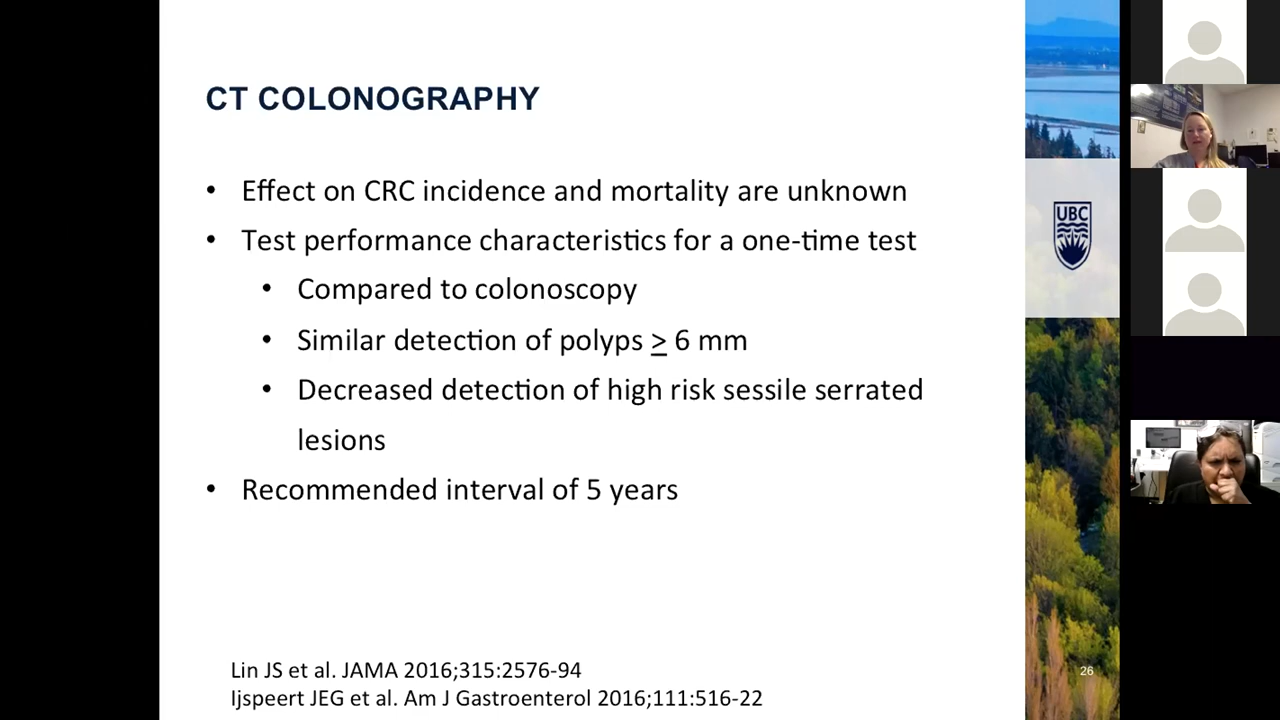 CT COLONOGRAPHY
• Effect on CRC incidence and mortality are unknown
• Test performance characteristics for a one-time test
• Compared to colonoscopy
• Similar detection of polyps ≥ 6 mm
• Decreased detection of high risk sessile serrated
lesions
• Recommended interval of 5 years
Lin JS et al. JAMA 2016;315:2576-94
Ijspeert JEG et al. Am J Gastroenterol 2016;111:516-22
UBC
26